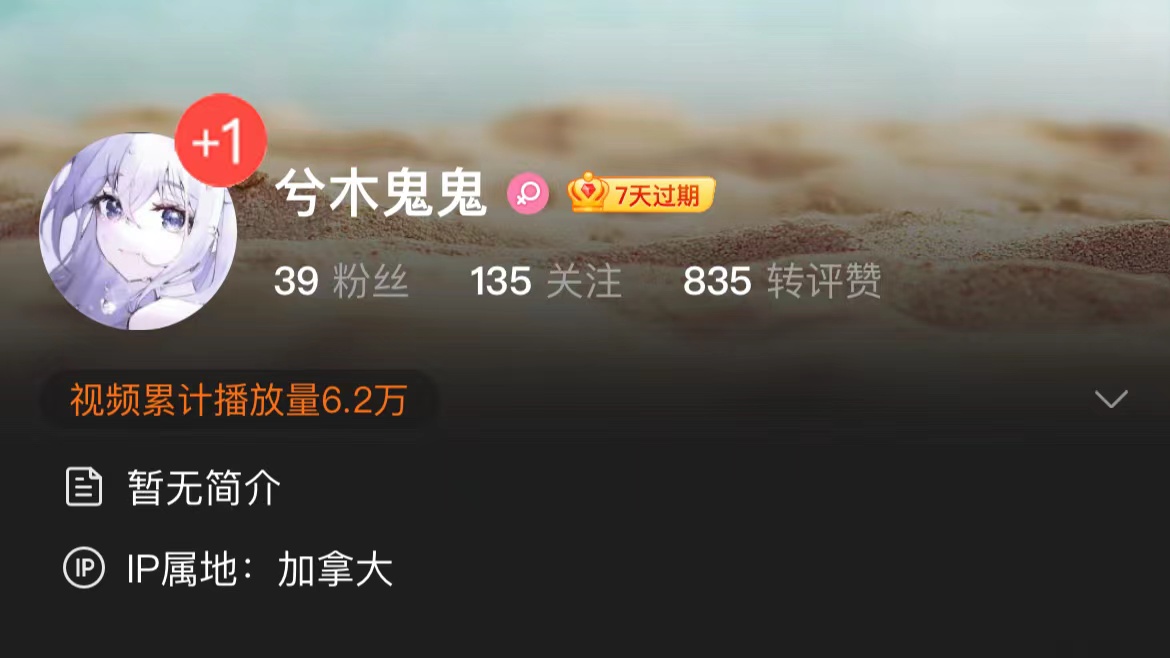 +1
兮木鬼鬼 7天过期
39 粉丝 135 关注 835 转评赞
视频累计播放量6.2万
暂无简介
IP IP属地：加拿大